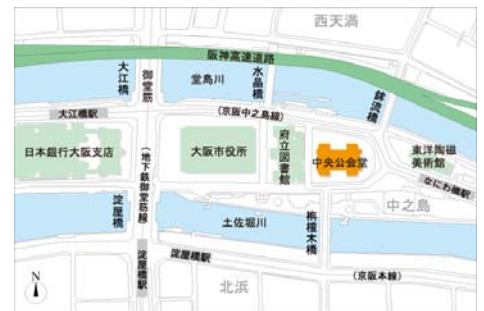 西天満
阪神高速道路
大江橋
御堂筋
堂島川
水晶橋
鉾流橋
大江橋駅
(京阪中之島線)
日本銀行大阪支店
(地下鉄御堂筋線)
大阪市役所
府立図書館
中央公会堂
東洋陶磁
美術館
なにわ橋駅
中之島
淀屋橋
土佐堀川
栴檀木橋
淀屋橋駅
淀屋橋駅
(京阪本線)
北浜
N